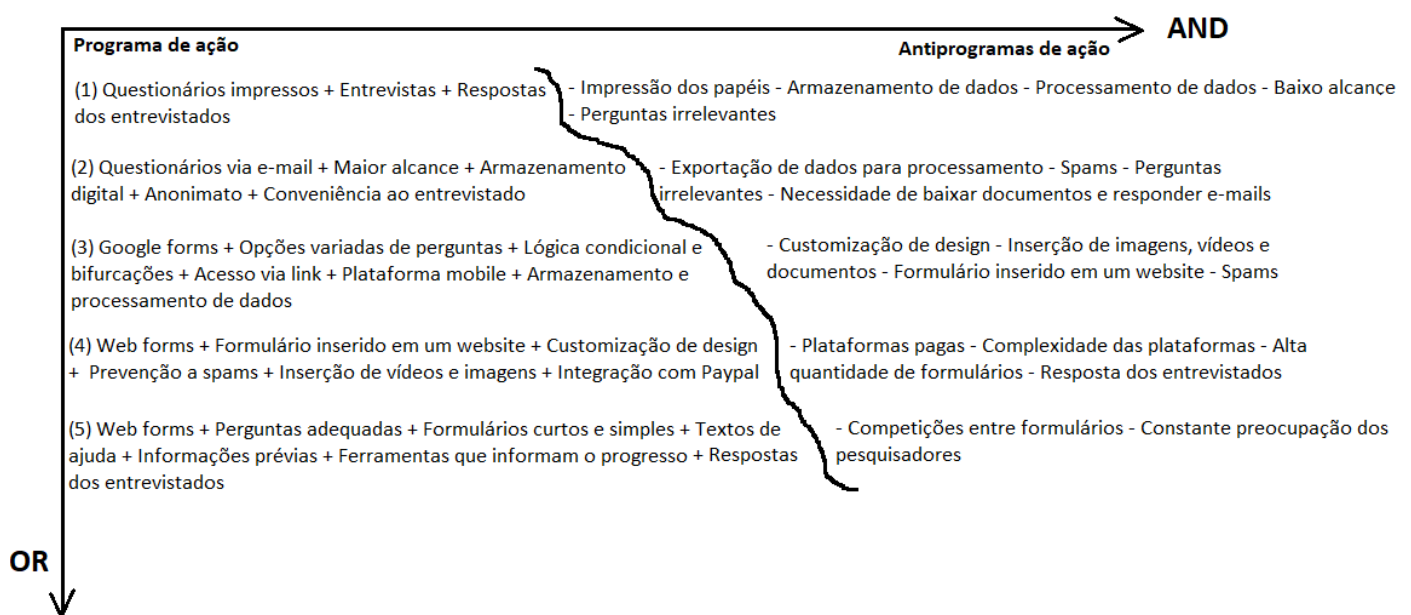 AND
Programa de ação
Antiprogramas de ação
(1) Questionários impressos + Entrevistas + Respostas
dos entrevistados
- Impressão dos papéis - Armazenamento de dados - Processamento de dados - Baixo alcance
- Perguntas irrelevantes
(2) Questionários via e-mail + Maior alcance + Armazenamento
digital + Anonimato + Conveniência ao entrevistado
- Exportação de dados para processamento - Spams - Perguntas
irrelevantes - Necessidade de baixar documentos e responder e-mails
(3) Google forms + Opções variadas de perguntas + Lógica condicional e
bifurcações + Acesso via link + Plataforma mobile + Armazenamento e
processamento de dados
- Customização de design - Inserção de imagens, vídeos e
documentos - Formulário inserido em um website - Spams
(4) Web forms + Formulário inserido em um website + Customização de design
+ Prevenção a spams + Inserção de vídeos e imagens + Integração com Paypal
- Plataformas pagas - Complexidade das plataformas - Alta
quantidade de formulários - Resposta dos entrevistados
(5) Web forms + Perguntas adequadas + Formulários curtos e simples + Textos de
ajuda + Informações prévias + Ferramentas que informam o progresso + Respostas
dos entrevistados
- Competições entre formulários - Constante preocupação dos
pesquisadores
OR